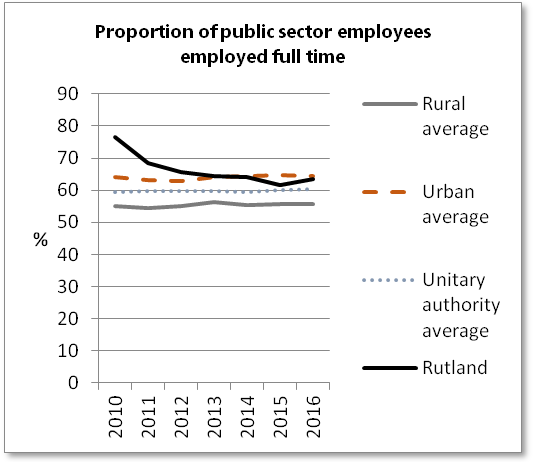 Proportion of public sector employees
employed full time
90
80
70
60
50
40
30
20
10
0
%
2010
2011
2012
2013
2014
2015
2016
Rural
average
Urban
average
Unitary
authority
average
Rutland